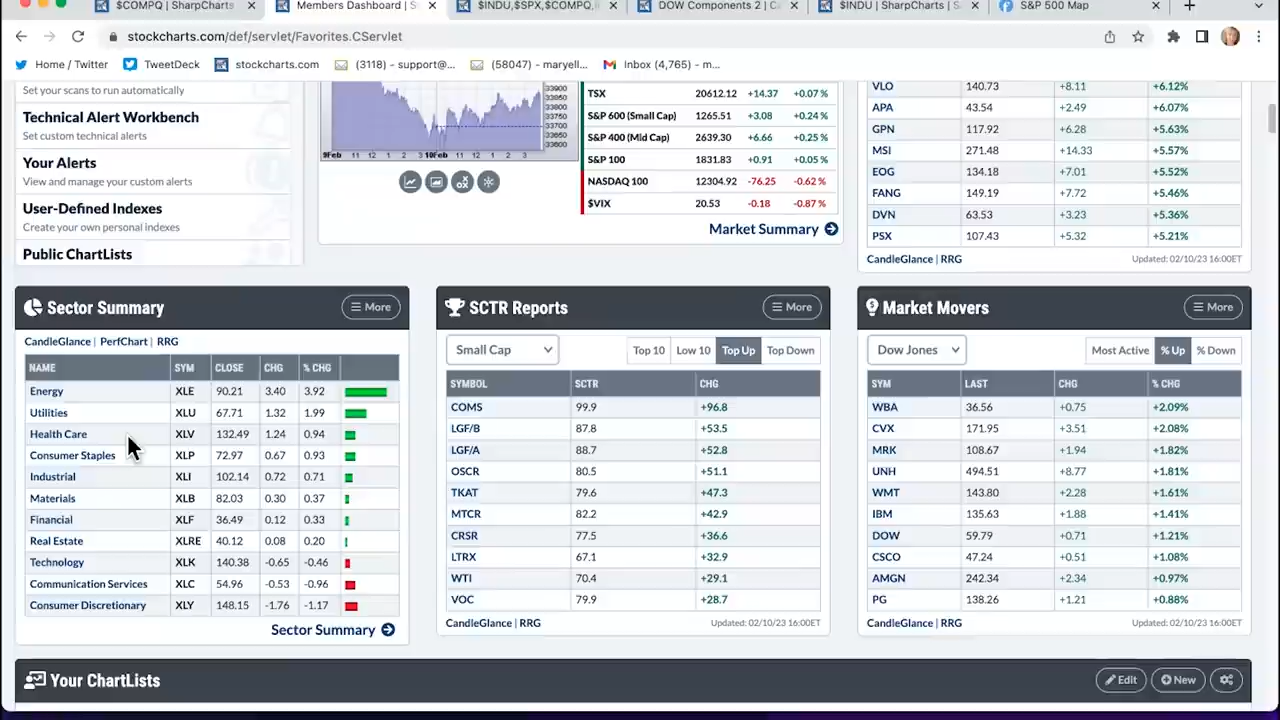 $COMPQ | SharpCharts
Members Dashboard | S
$INDU,$SPX,$COMPQ,
DOW Components 2 | C
$INDU | SharpCharts | S
S&P 500 Map
stockcharts.com/def/servlet/Favorites.CServlet
Home / Twitter
TweetDeck
stockcharts.com
(3118) - support@...
(58047) - maryell...
Inbox (4,765) - m...
Set your scans to run automatically
Technical Alert Workbench
Set custom technical alerts
Your Alerts
View and manage your custom alerts
User-Defined Indexes
Create your own personal indexes
Public ChartLists
33900
33850
33800
33750
33700
33650
33600
9Feb 11 12 1 2 3 10Feb 11 12 1 2 3
TSX 20612.12 +14.37 +0.07 %
S&P 600 (Small Cap) 1265.51 +3.08 +0.24 %
S&P 400 (Mid Cap) 2639.30 +6.66 +0.25 %
S&P 100 1831.83 +0.91 +0.05 %
NASDAQ 100 12304.92 -76.25 -0.62 %
$VIX 20.53 -0.18 -0.87 %
Market Summary
VLO 140.73 +8.11 +6.12%
APA 43.54 +2.49 +6.07%
GPN 117.92 +6.28 +5.63%
MSI 271.48 +14.33 +5.57%
EOG 134.18 +7.01 +5.52%
FANG 149.19 +7.72 +5.46%
DVN 63.53 +3.23 +5.36%
PSX 107.43 +5.32 +5.21%
CandleGlance | RRG Updated: 02/10/23 16:00ET
Sector Summary More
CandleGlance | PerfChart | RRG
NAME SYM CLOSE CHG % CHG
Energy XLE 90.21 3.40 3.92
Utilities XLU 67.71 1.32 1.99
Health Care XLV 132.49 1.24 0.94
Consumer Staples XLP 72.97 0.67 0.93
Industrial XLI 102.14 0.72 0.71
Materials XLB 82.03 0.30 0.37
Financial XLF 36.49 0.12 0.33
Real Estate XLRE 40.12 0.08 0.20
Technology XLK 140.38 -0.65 -0.46
Communication Services XLC 54.96 -0.53 -0.96
Consumer Discretionary XLY 148.15 -1.76 -1.17
Sector Summary
SCTR Reports More
Small Cap Top 10 Low 10 Top Up Top Down
SYMBOL SCTR CHG
COMS 99.9 +96.8
LGF/B 87.8 +53.5
LGF/A 88.7 +52.8
OSCR 80.5 +51.1
TKAT 79.6 +47.3
MTCR 82.2 +42.9
CRSR 77.5 +36.6
LTRX 67.1 +32.9
WTI 70.4 +29.1
VOC 79.9 +28.7
CandleGlance | RRG Updated: 02/10/23 16:00ET
Market Movers More
Dow Jones Most Active % Up % Down
SYM LAST CHG % CHG
WBA 36.56 +0.75 +2.09%
CVX 171.95 +3.51 +2.08%
MRK 108.67 +1.94 +1.82%
UNH 494.51 +8.77 +1.81%
WMT 143.80 +2.28 +1.61%
IBM 135.63 +1.88 +1.41%
DOW 59.79 +0.71 +1.21%
CSCO 47.24 +0.51 +1.08%
AMGN 242.34 +2.34 +0.97%
PG 138.26 +1.21 +0.88%
CandleGlance | RRG Updated: 02/10/23 16:00ET
Your ChartLists Edit New